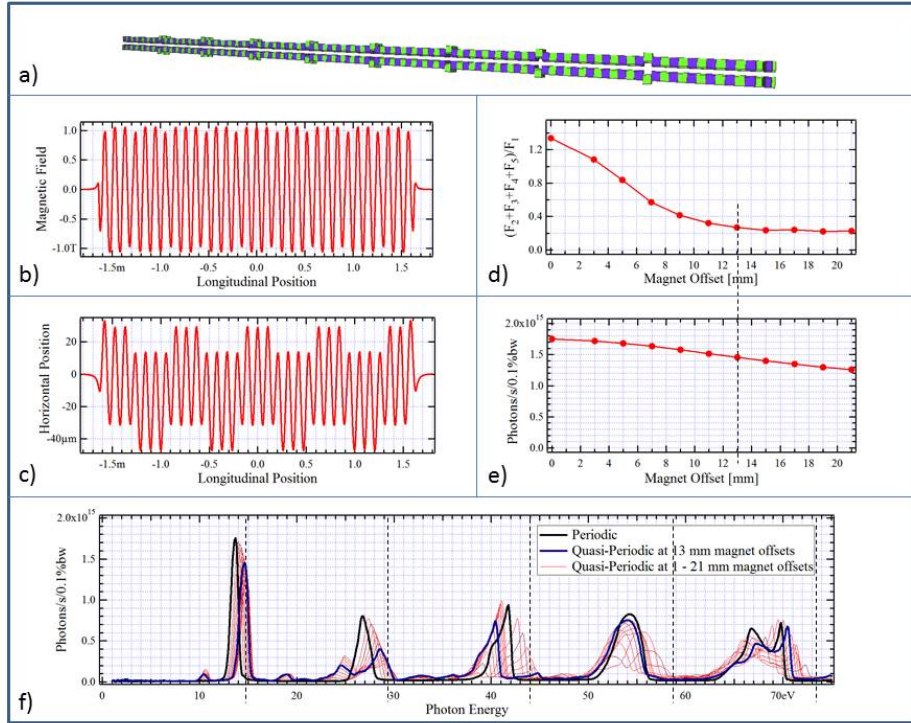 a)
1.0
0.5
0.0
-0.5
-1.0T
Magnetic Field
-1.5m -1.0 -0.5 0.0 0.5 1.0 1.5
Longitudinal Position
b)
1.2
0.8
0.4
0.0
(F2+F3+F4+F5)/F1
0 2 4 6 8 10 12 14 16 18 20
Magnet Offset [mm]
d)
20
0
-20
-40µm
Horizontal Position
-1.5m -1.0 -0.5 0.0 0.5 1.0 1.5
Longitudinal Position
c)
2.0x10^15
1.5
1.0
0.5
0.0
Photons/s/0.1%bw
0 2 4 6 8 10 12 14 16 18 20
Magnet Offset [mm]
e)
2.0x10^15
1.5
1.0
0.5
0.0
Photons/s/0.1%bw
Periodic
Quasi-Periodic at 13 mm magnet offsets
Quasi-Periodic at 1 - 21 mm magnet offsets
0 10 20 30 40 50 60 70eV
Photon Energy
f)